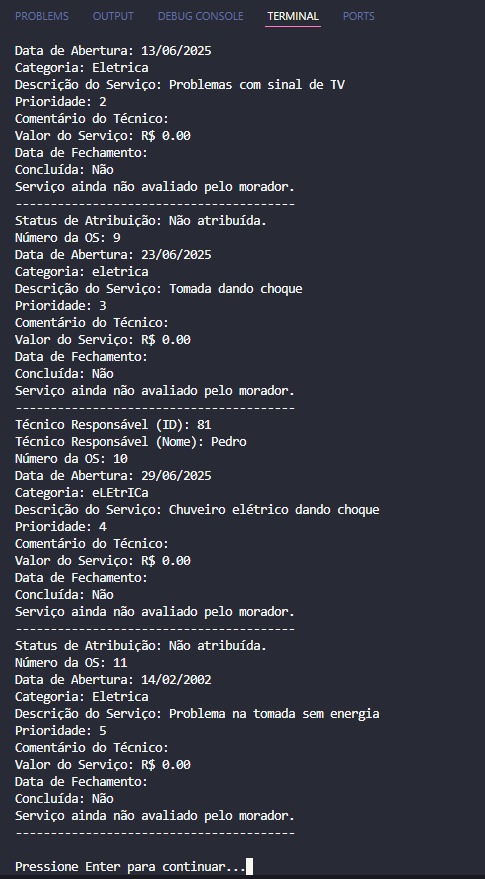 PROBLEMS OUTPUT DEBUG CONSOLE TERMINAL PORTS
Data de Abertura: 13/06/2025
Categoria: Eletrica
Descrição do Serviço: Problemas com sinal de TV
Prioridade: 2
Comentário do Técnico:
Valor do Serviço: R$ 0.00
Data de Fechamento:
Concluída: Não
Serviço ainda não avaliado pelo morador.
----------------------------------------
Status de Atribuição: Não atribuída.
Número da OS: 9
Data de Abertura: 23/06/2025
Categoria: eletrica
Descrição do Serviço: Tomada dando choque
Prioridade: 3
Comentário do Técnico:
Valor do Serviço: R$ 0.00
Data de Fechamento:
Concluída: Não
Serviço ainda não avaliado pelo morador.
----------------------------------------
Técnico Responsável (ID): 81
Técnico Responsável (Nome): Pedro
Número da OS: 10
Data de Abertura: 29/06/2025
Categoria: eLEtrICa
Descrição do Serviço: Chuveiro elétrico dando choque
Prioridade: 4
Comentário do Técnico:
Valor do Serviço: R$ 0.00
Data de Fechamento:
Concluída: Não
Serviço ainda não avaliado pelo morador.
----------------------------------------
Status de Atribuição: Não atribuída.
Número da OS: 11
Data de Abertura: 14/02/2002
Categoria: Eletrica
Descrição do Serviço: Problema na tomada sem energia
Prioridade: 5
Comentário do Técnico:
Valor do Serviço: R$ 0.00
Data de Fechamento:
Concluída: Não
Serviço ainda não avaliado pelo morador.
----------------------------------------
Pressione Enter para continuar...